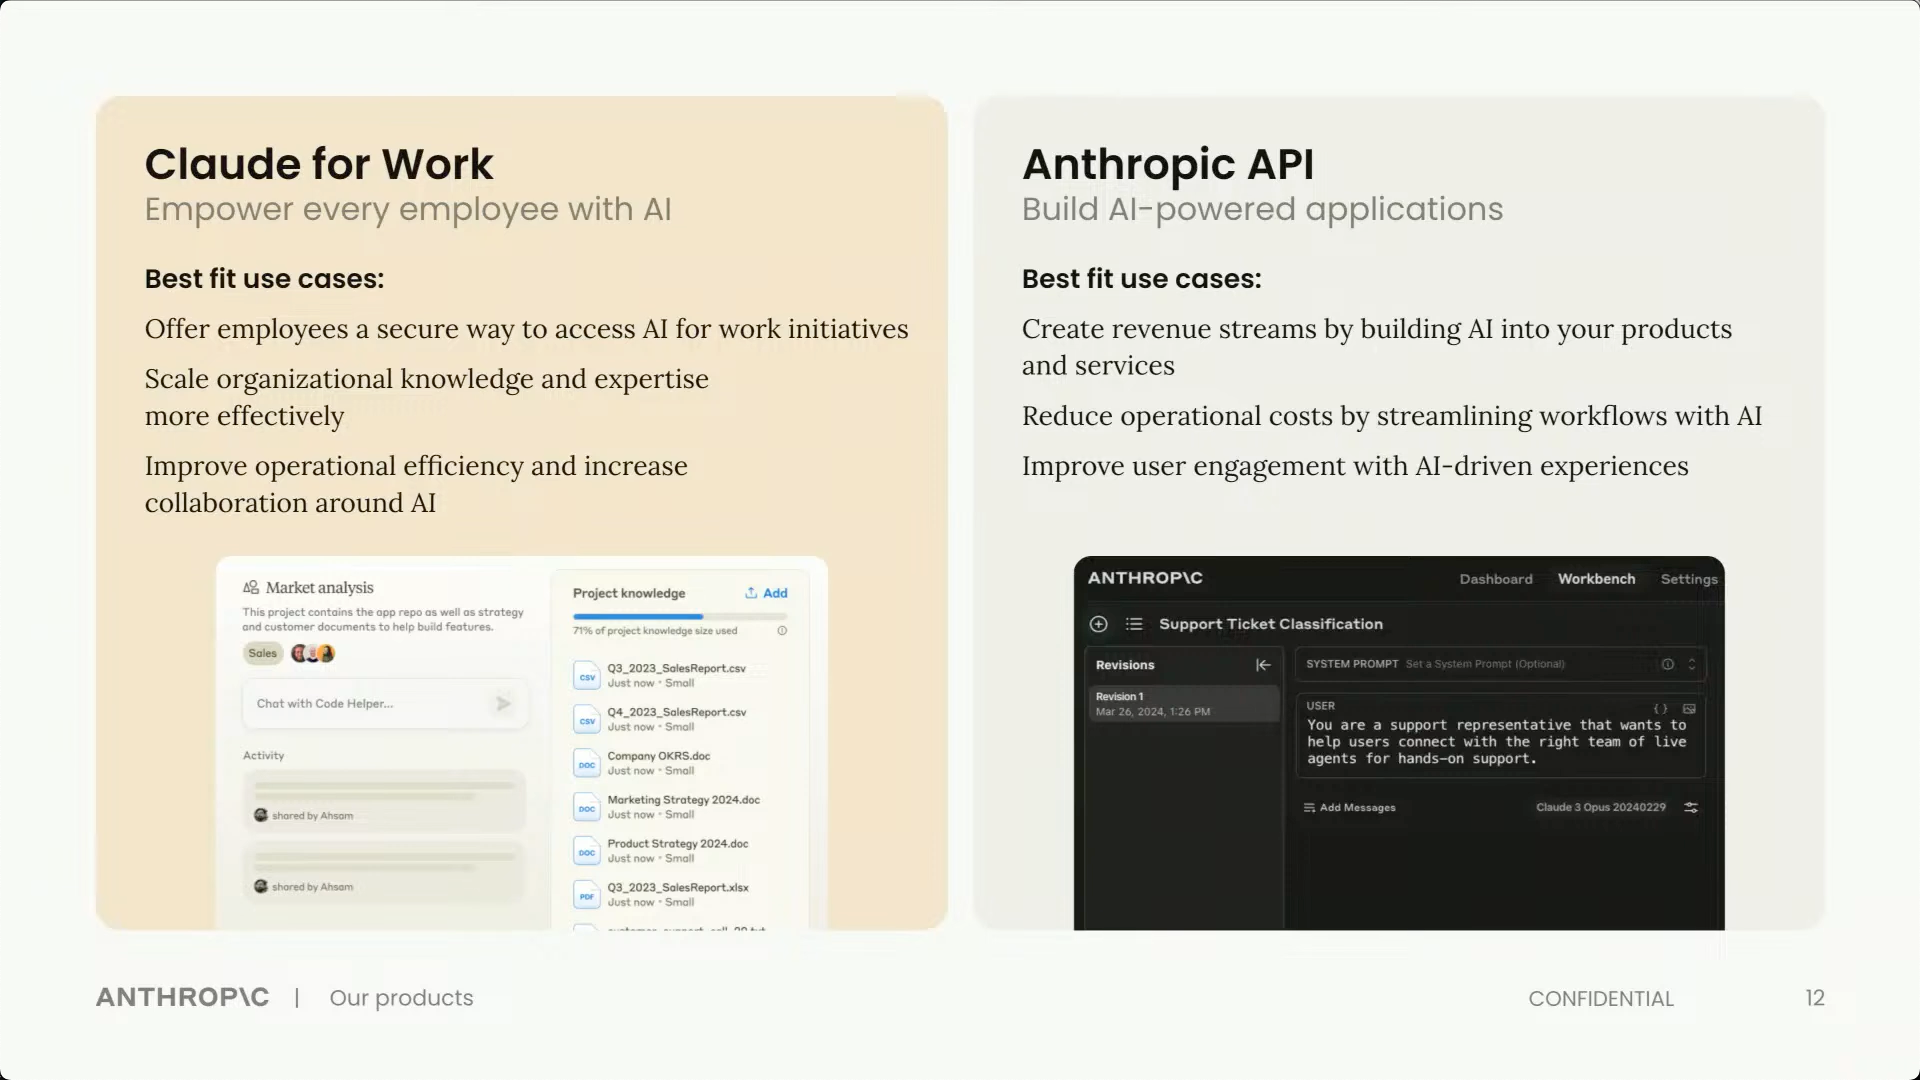 Claude for Work
Empower every employee with AI
Best fit use cases:
Offer employees a secure way to access AI for work initiatives
Scale organizational knowledge and expertise
more effectively
Improve operational efficiency and increase
collaboration around AI
Market analysis
This project contains the app repo as well as strategy
and customer documents to help build features.
Sales
Chat with Code Helper...
Activity
shared by Ahsam
shared by Ahsam
Project knowledge
Add
71% of project knowledge size used
CSV
Q3_2023_SalesReport.csv
Just now • Small
CSV
Q4_2023_SalesReport.csv
Just now • Small
DOC
Company OKRS.doc
Just now • Small
DOC
Marketing Strategy 2024.doc
Just now • Small
DOC
Product Strategy 2024.doc
Just now • Small
PDF
Q3_2023_SalesReport.xlsx
Just now • Small
Anthropic API
Build AI-powered applications
Best fit use cases:
Create revenue streams by building AI into your products
and services
Reduce operational costs by streamlining workflows with AI
Improve user engagement with AI-driven experiences
ANTHROP\C
Dashboard Workbench Settings
Support Ticket Classification
Revisions
Revision 1
Mar 26, 2024, 1:26 PM
SYSTEM PROMPT Set a System Prompt (Optional)
USER
{ }
You are a support representative that wants to
help users connect with the right team of live
agents for hands-on support.
Add Messages
Claude 3 Opus 20240229
ANTHROP\C | Our products
CONFIDENTIAL
12